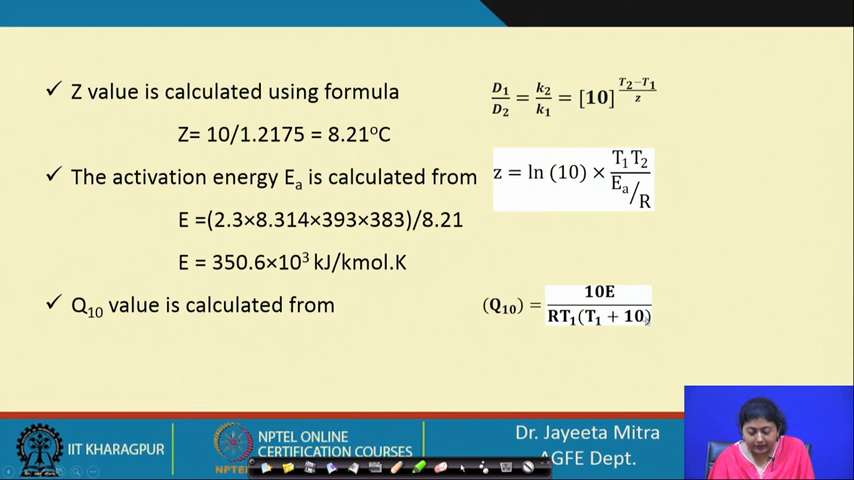 ✓ Z value is calculated using formula
D₁/D₂ = k₂/k₁ = [10]^((T₂−T₁)/z)
Z= 10/1.2175 = 8.21°C
✓ The activation energy Eₐ is calculated from
z = ln (10) × T₁ T₂ / (Eₐ/R)
E =(2.3×8.314×393×383)/8.21
E = 350.6×10³ kJ/kmol.K
✓ Q₁₀ value is calculated from
(Q₁₀) = 10E / RT₁(T₁ + 10)
IIT KHARAGPUR
NPTEL
NPTEL ONLINE
CERTIFICATION COURSES
Dr. Jayeeta Mitra
AGFE Dept.